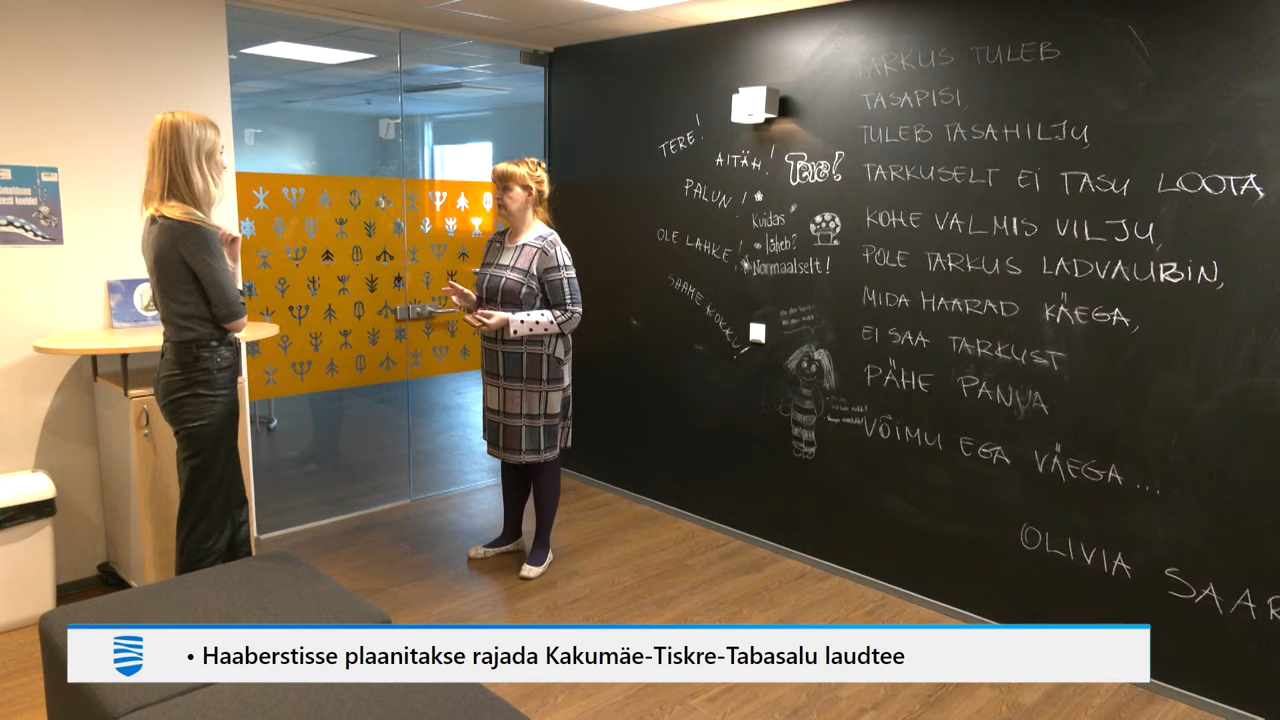 TARKUS TULEB
TASAPISI,
TULEB TASAHILJU,
TARKUSELT EI TASU LOOTA,
KOHE VALMIS VILJU,
POLE TARKUS LADVAUBIN,
MIDA HAARAD KÄEGA,
EI SAA TARKUST
PÄHE PANNA
VÕIMU EGA VÄEGA...
OLIVIA SAAR
TERE!
AITÄH!
Tere!
PALUN!
Kuidas
läheb?
Normaalselt!
OLE LAHKE!
SAAME KOKKU!
• Haaberstisse plaanitakse rajada Kakumäe-Tiskre-Tabasalu laudtee